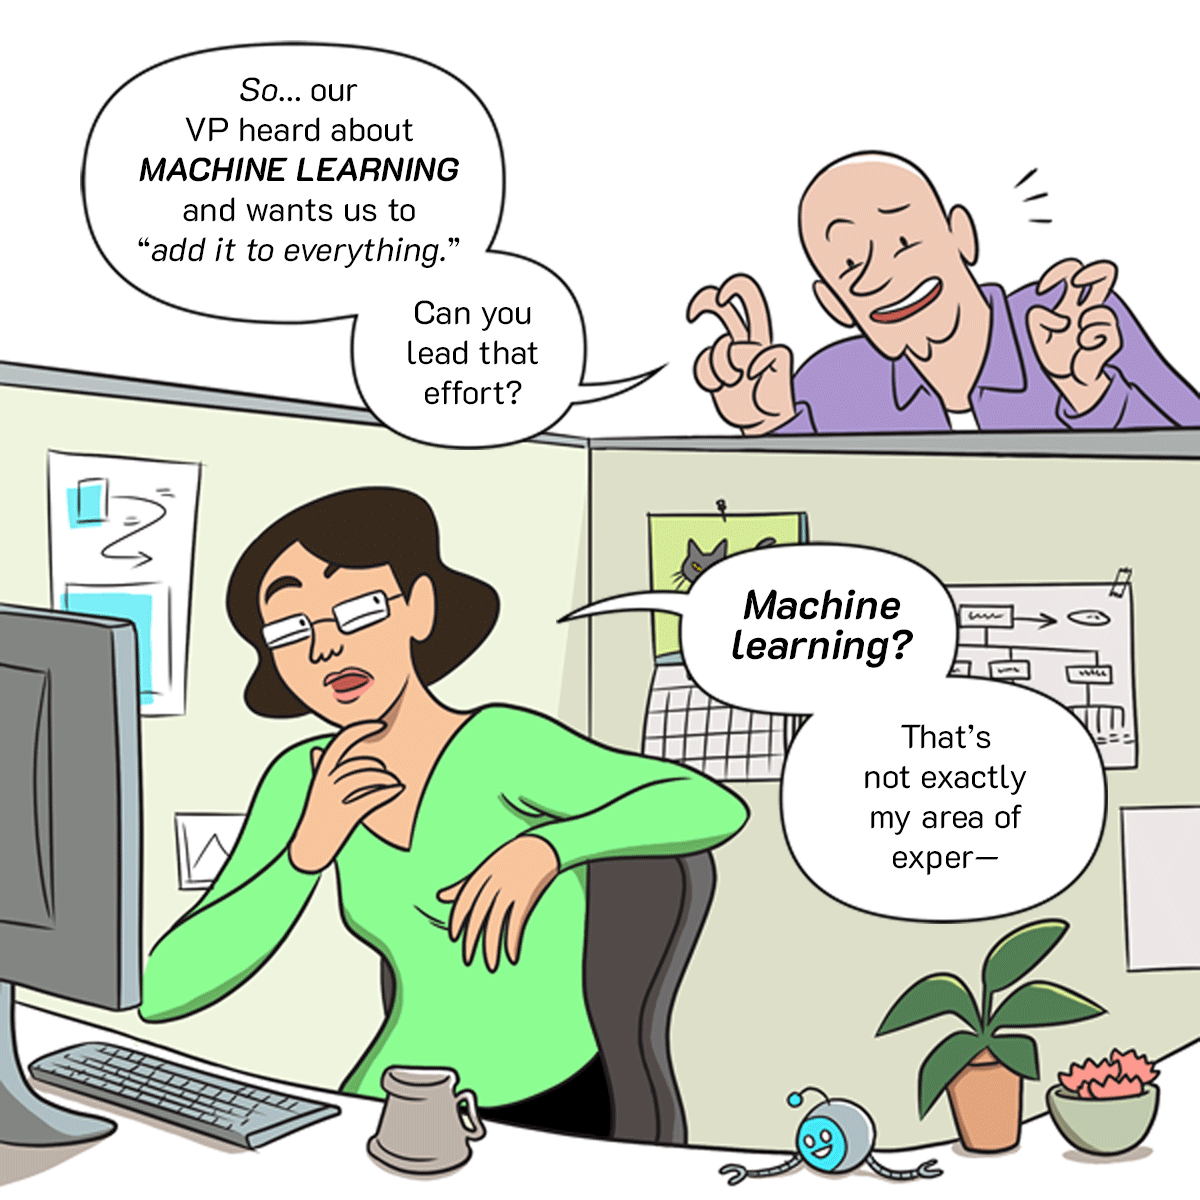 So... our
VP heard about
MACHINE LEARNING
and wants us to
“add it to everything.”
Can you
lead that
effort?
Machine
learning?
That’s
not exactly
my area of
exper—